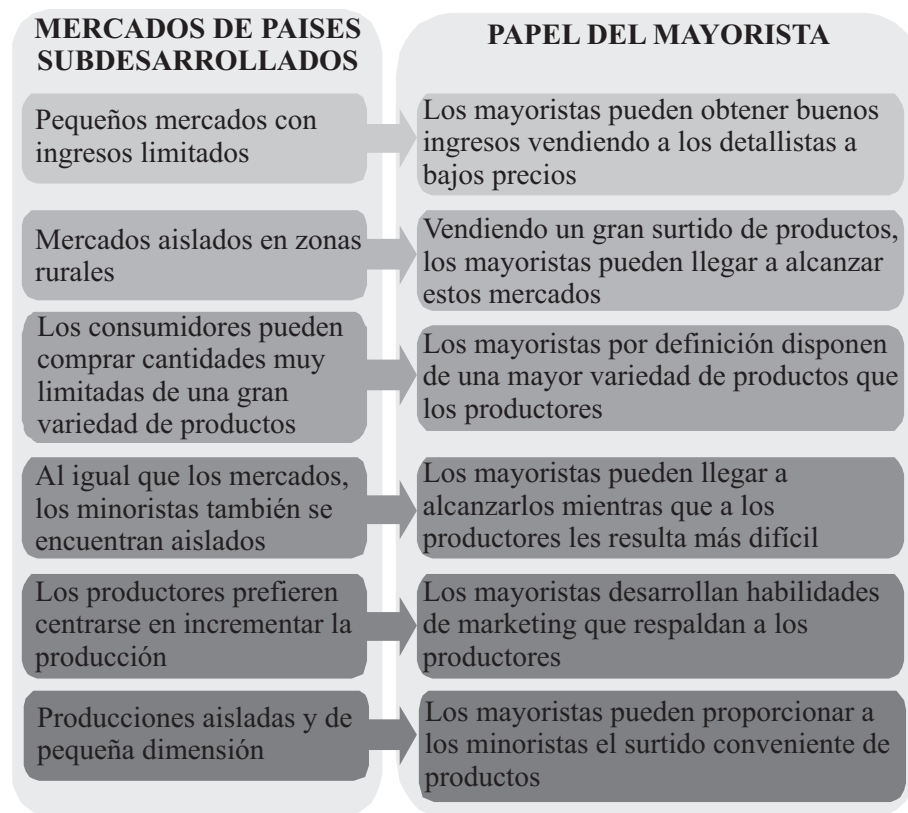 MERCADOS DE PAISES
SUBDESARROLLADOS
PAPEL DEL MAYORISTA
Pequeños mercados con
ingresos limitados
Los mayoristas pueden obtener buenos
ingresos vendiendo a los detallistas a
bajos precios
Mercados aislados en zonas
rurales
Vendiendo un gran surtido de productos,
los mayoristas pueden llegar a alcanzar
estos mercados
Los consumidores pueden
comprar cantidades muy
limitadas de una gran
variedad de productos
Los mayoristas por definición disponen
de una mayor variedad de productos que
los productores
Al igual que los mercados,
los minoristas también se
encuentran aislados
Los mayoristas pueden llegar a
alcanzarlos mientras que a los
productores les resulta más difícil
Los productores prefieren
centrarse en incrementar la
producción
Los mayoristas desarrollan habilidades
de marketing que respaldan a los
productores
Producciones aisladas y de
pequeña dimensión
Los mayoristas pueden proporcionar a
los minoristas el surtido conveniente de
productos